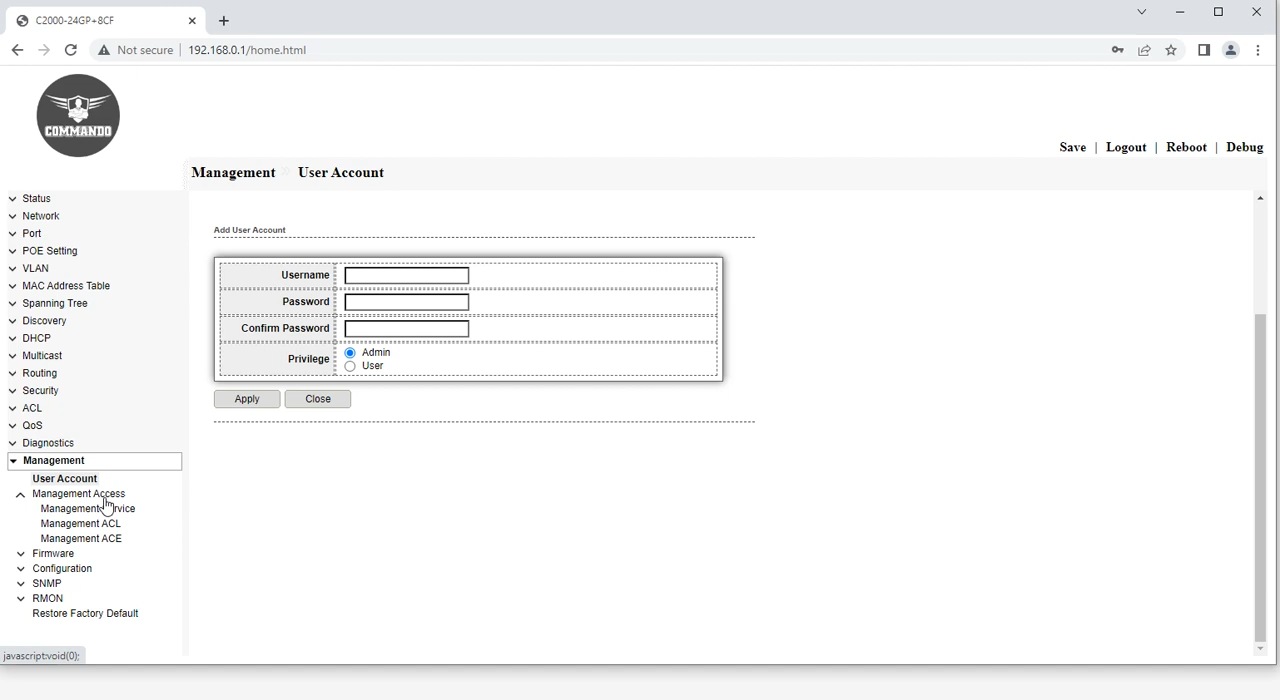 C2000-24GP+8CF
Not secure
192.168.0.1/home.html
COMMANDO
Save | Logout | Reboot | Debug
Management » User Account
Status
Network
Port
POE Setting
VLAN
MAC Address Table
Spanning Tree
Discovery
DHCP
Multicast
Routing
Security
ACL
QoS
Diagnostics
Management
User Account
Management Access
Management
Management ACL
Management ACE
Firmware
Configuration
SNMP
RMON
Restore Factory Default
Add User Account
Username
Password
Confirm Password
Privilege
Admin
User
Apply
Close
javascript:void(0);